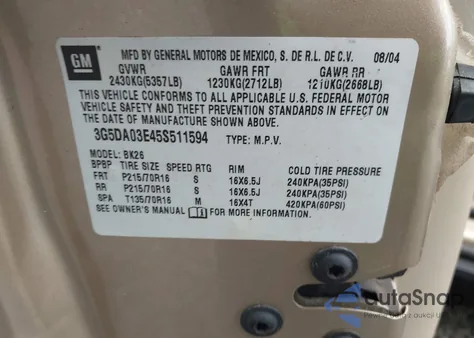 GM
MFD BY GENERAL MOTORS DE MEXICO, S. DE R.L. DE C.V. 08/04
GVWR GAWR FRT GAWR RR
2430KG(5357LB) 1230KG(2712LB) 1210KG(2668LB)
THIS VEHICLE CONFORMS TO ALL APPLICABLE U.S. FEDERAL MOTOR
VEHICLE SAFETY AND THEFT PREVENTION STANDARDS IN EFFECT ON
THE DATE OF MANUFACTURE SHOWN ABOVE.
3G5DA03E45S511594 TYPE: M.P.V.
MODEL: BK26
BPBP TIRE SIZE SPEED RTG RIM COLD TIRE PRESSURE
FRT P215/70R16 S 16X6.5J 240KPA(35PSI)
RR P215/70R16 S 16X6.5J 240KPA(35PSI)
SPA T135/70R16 M 16X4T 420KPA(60PSI)
SEE OWNER'S MANUAL FOR MORE INFORMATION.
AutaSnap